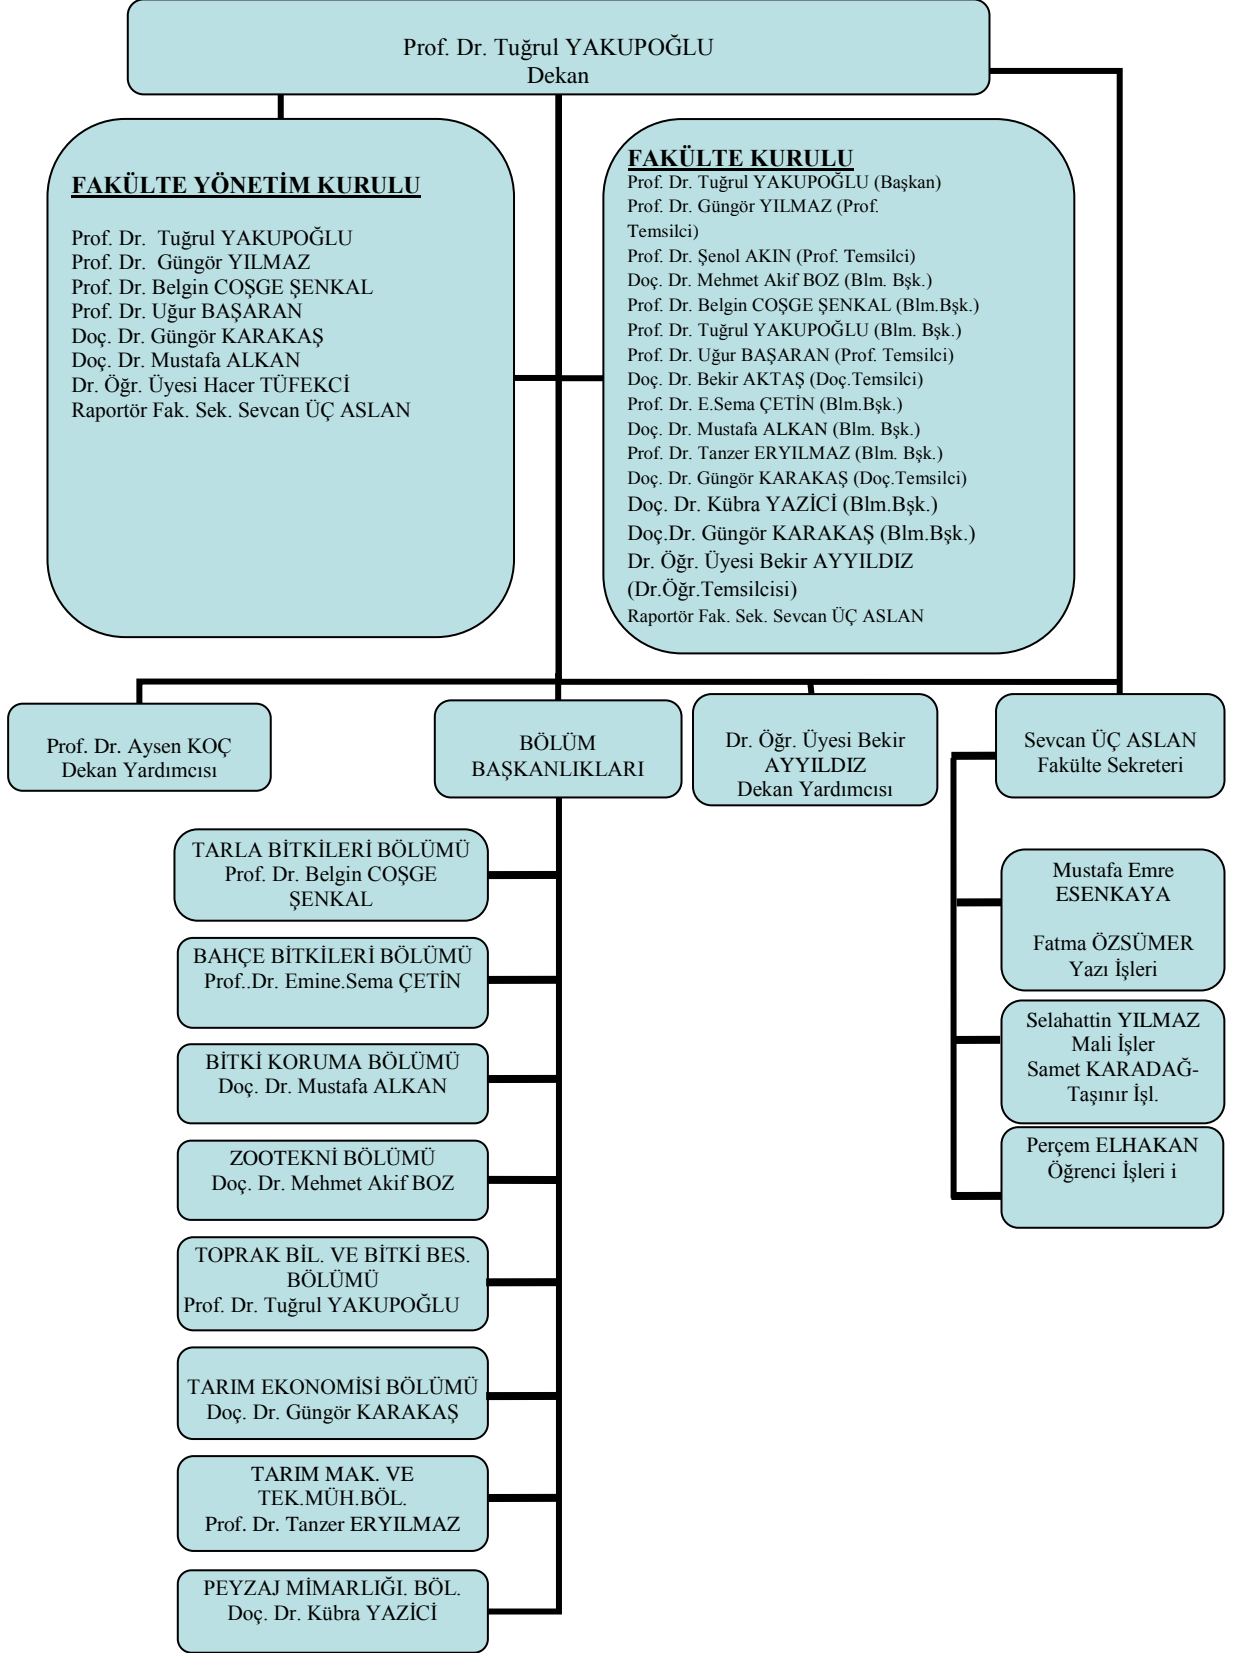 Prof. Dr. Tuğrul YAKUPOĞLU
Dekan
FAKÜLTE YÖNETİM KURULU
Prof. Dr. Tuğrul YAKUPOĞLU
Prof. Dr. Güngör YILMAZ
Prof. Dr. Belgin COŞGE ŞENKAL
Prof. Dr. Uğur BAŞARAN
Doç. Dr. Güngör KARAKAŞ
Doç. Dr. Mustafa ALKAN
Dr. Öğr. Üyesi Hacer TÜFEKCİ
Raportör Fak. Sek. Sevcan ÜÇ ASLAN
FAKÜLTE KURULU
Prof. Dr. Tuğrul YAKUPOĞLU (Başkan)
Prof. Dr. Güngör YILMAZ (Prof.
Temsilci)
Prof. Dr. Şenol AKIN (Prof. Temsilci)
Doç. Dr. Mehmet Akif BOZ (Blm. Bşk.)
Prof. Dr. Belgin COŞGE ŞENKAL (Blm.Bşk.)
Prof. Dr. Tuğrul YAKUPOĞLU (Blm. Bşk.)
Prof. Dr. Uğur BAŞARAN (Prof. Temsilci)
Doç. Dr. Bekir AKTAŞ (Doç.Temsilci)
Prof. Dr. E.Sema ÇETİN (Blm.Bşk.)
Doç. Dr. Mustafa ALKAN (Blm. Bşk.)
Prof. Dr. Tanzer ERYILMAZ (Blm. Bşk.)
Doç. Dr. Güngör KARAKAŞ (Doç.Temsilci)
Doç. Dr. Kübra YAZİCİ (Blm.Bşk.)
Doç.Dr. Güngör KARAKAŞ (Blm.Bşk.)
Dr. Öğr. Üyesi Bekir AYYILDIZ
(Dr.Öğr.Temsilcisi)
Raportör Fak. Sek. Sevcan ÜÇ ASLAN
Prof. Dr. Aysen KOÇ
Dekan Yardımcısı
BÖLÜM
BAŞKANLIKLARI
Dr. Öğr. Üyesi Bekir
AYYILDIZ
Dekan Yardımcısı
Sevcan ÜÇ ASLAN
Fakülte Sekreteri
TARLA BİTKİLERİ BÖLÜMÜ
Prof. Dr. Belgin COŞGE
ŞENKAL
BAHÇE BİTKİLERİ BÖLÜMÜ
Prof..Dr. Emine.Sema ÇETİN
BİTKİ KORUMA BÖLÜMÜ
Doç. Dr. Mustafa ALKAN
ZOOTEKNİ BÖLÜMÜ
Doç. Dr. Mehmet Akif BOZ
TOPRAK BİL. VE BİTKİ BES.
BÖLÜMÜ
Prof. Dr. Tuğrul YAKUPOĞLU
TARIM EKONOMİSİ BÖLÜMÜ
Doç. Dr. Güngör KARAKAŞ
TARIM MAK. VE
TEK.MÜH.BÖL.
Prof. Dr. Tanzer ERYILMAZ
PEYZAJ MİMARLIĞI. BÖL.
Doç. Dr. Kübra YAZİCİ
Mustafa Emre
ESENKAYA
Fatma ÖZSÜMER
Yazı İşleri
Selahattin YILMAZ
Mali İşler
Samet KARADAĞ-
Taşınır İşl.
Perçem ELHAKAN
Öğrenci İşleri i